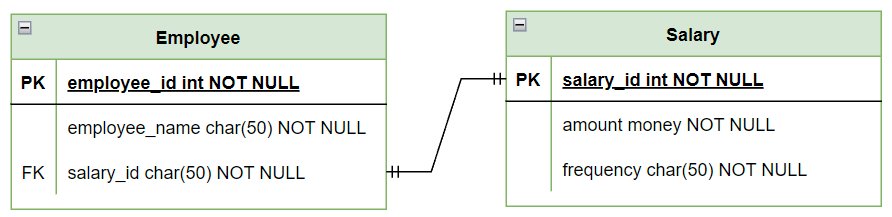 Employee
PK employee_id int NOT NULL
employee_name char(50) NOT NULL
FK salary_id char(50) NOT NULL
Salary
PK salary_id int NOT NULL
amount money NOT NULL
frequency char(50) NOT NULL